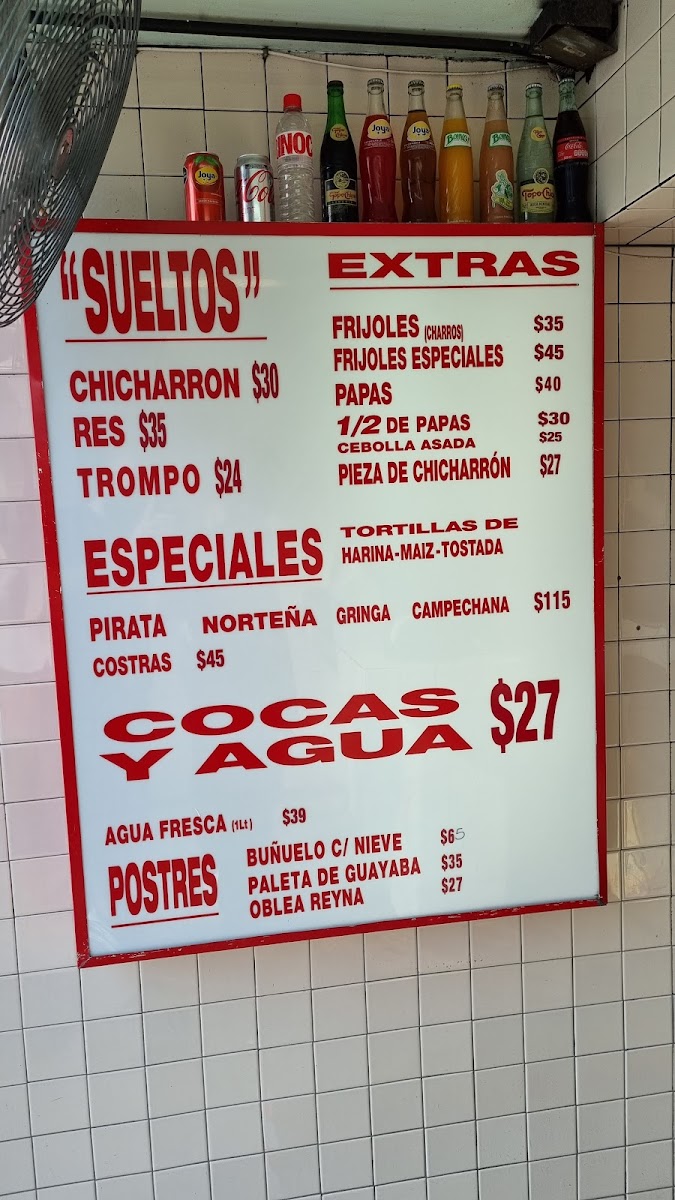 Joya
Coca
INOC
Topo Chico
Joya
Joya
Topo Chico
Coca-Cola
"SUELTOS"
CHICHARRON $30
RES $35
TROMPO $24
EXTRAS
FRIJOLES (CHARROS) $35
FRIJOLES ESPECIALES $45
PAPAS $40
1/2 DE PAPAS $30
CEBOLLA ASADA $25
PIEZA DE CHICHARRÓN $27
ESPECIALES
TORTILLAS DE
HARINA-MAIZ-TOSTADA
PIRATA NORTEÑA GRINGA CAMPECHANA $115
COSTRAS $45
COCAS
Y AGUA $27
AGUA FRESCA (1Lt) $39
POSTRES
BUÑUELO C/ NIEVE $65
PALETA DE GUAYABA $35
OBLEA REYNA $27